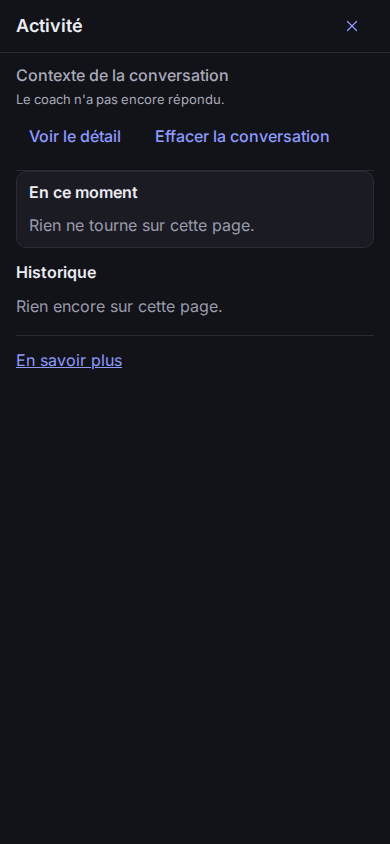 Activité
Contexte de la conversation
Le coach n'a pas encore répondu.
Voir le détail Effacer la conversation
En ce moment
Rien ne tourne sur cette page.
Historique
Rien encore sur cette page.
En savoir plus